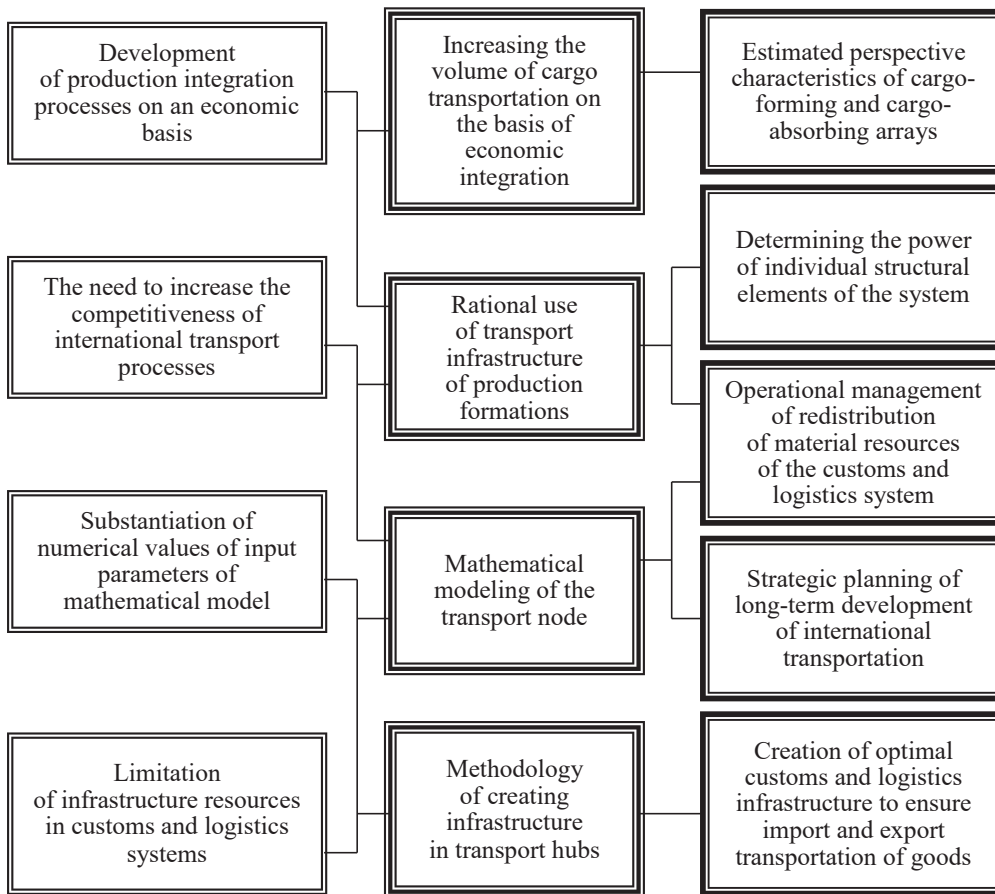 Development
of production integration
processes on an economic
basis
Increasing the
volume of cargo
transportation on
the basis of
economic
integration
Estimated perspective
characteristics of cargo-
forming and cargo-
absorbing arrays
The need to increase the
competitiveness of
international transport
processes
Rational use
of transport
infrastructure
of production
formations
Determining the power
of individual structural
elements of the system
Operational management
of redistribution
of material resources
of the customs and
logistics system
Substantiation of
numerical values of input
parameters of
mathematical model
Mathematical
modeling of the
transport node
Strategic planning of
long-term development
of international
transportation
Limitation
of infrastructure resources
in customs and logistics
systems
Methodology
of creating
infrastructure
in transport hubs
Creation of optimal
customs and logistics
infrastructure to ensure
import and export
transportation of goods